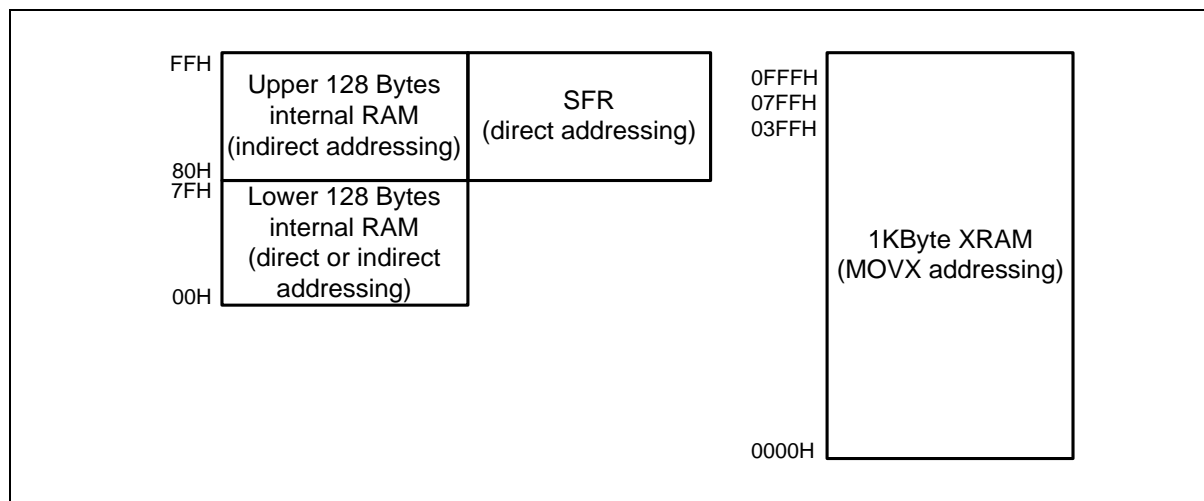 FFH
Upper 128 Bytes
internal RAM
(indirect addressing)
80H
SFR
(direct addressing)
7FH
Lower 128 Bytes
internal RAM
(direct or indirect
addressing)
00H
0FFFH
07FFH
03FFH
1KByte XRAM
(MOVX addressing)
0000H